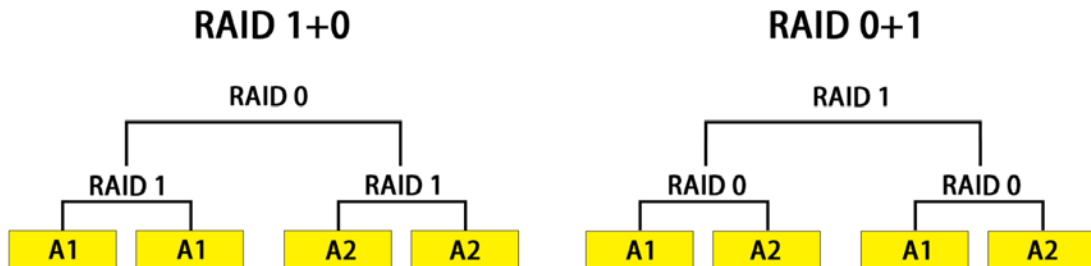 RAID 1+0
RAID 0
RAID 1 RAID 1
A1 A1 A2 A2
RAID 0+1
RAID 1
RAID 0 RAID 0
A1 A2 A1 A2